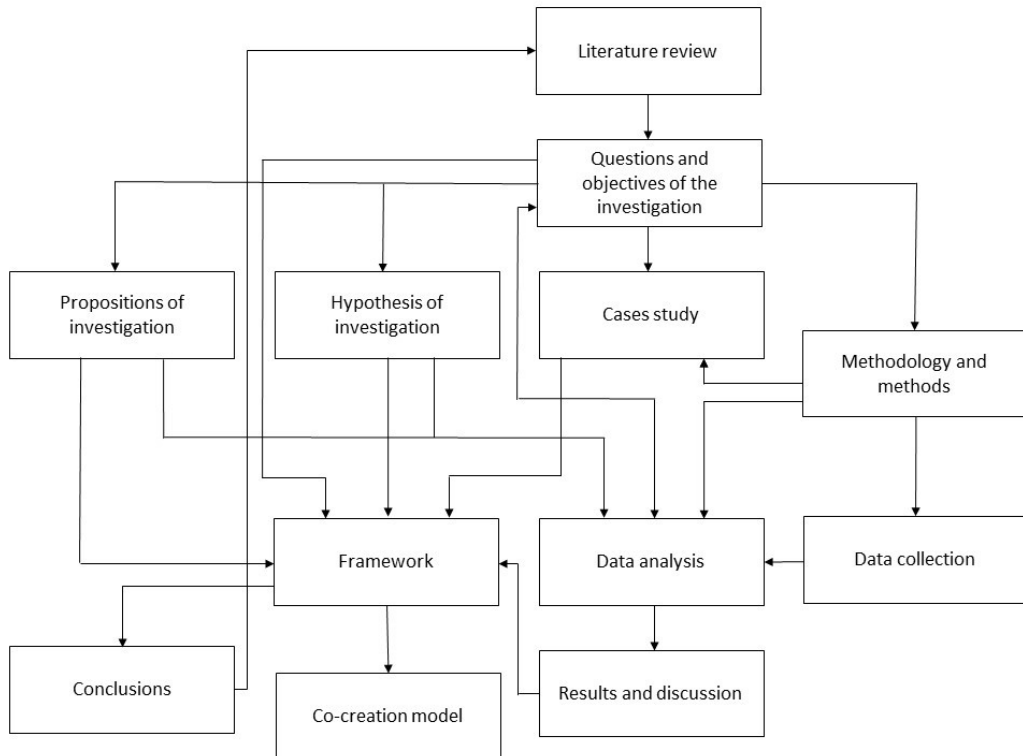 Literature review
Questions and
objectives of the
investigation
Propositions of
investigation
Hypothesis of
investigation
Cases study
Methodology and
methods
Framework
Data analysis
Data collection
Conclusions
Co-creation model
Results and discussion